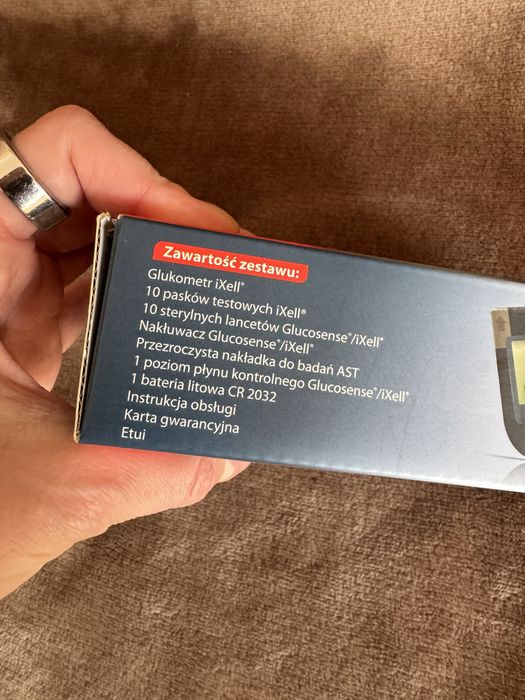 Zawartość zestawu:
Glukometr iXell®
10 pasków testowych iXell®
10 sterylnych lancetów Glucosense®/iXell®
Nakłuwacz Glucosense®/iXell®
Przezroczysta nakładka do badań AST
1 poziom płynu kontrolnego Glucosense®/iXell®
1 bateria litowa CR 2032
Instrukcja obsługi
Karta gwarancyjna
Etui